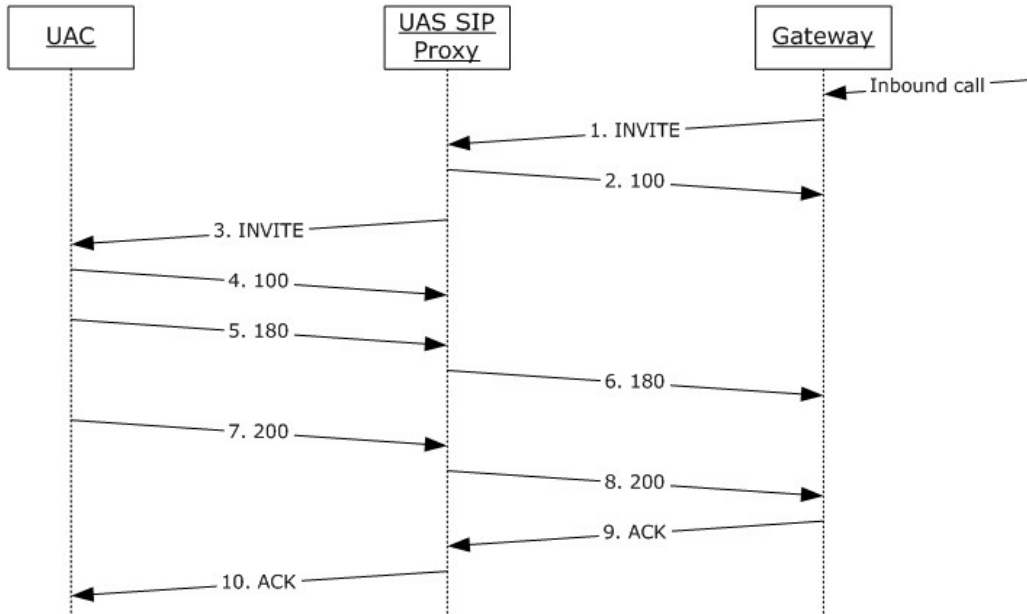 UAC
UAS SIP
Proxy
Gateway
Inbound call
1. INVITE
2. 100
3. INVITE
4. 100
5. 180
6. 180
7. 200
8. 200
9. ACK
10. ACK